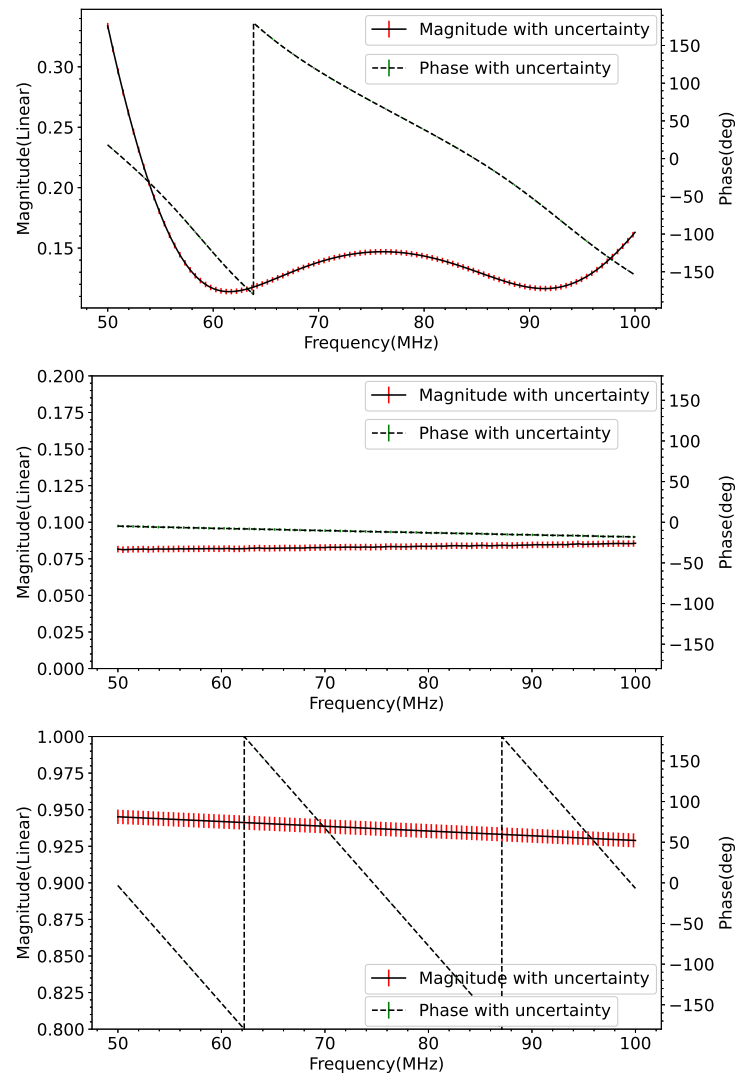 Magnitude with uncertainty
Phase with uncertainty
0.30
0.25
0.20
0.15
Magnitude(Linear)
150
100
50
0
−50
−100
−150
Phase(deg)
50 60 70 80 90 100
Frequency(MHz)
Magnitude with uncertainty
Phase with uncertainty
0.200
0.175
0.150
0.125
0.100
0.075
0.050
0.025
0.000
Magnitude(Linear)
150
100
50
0
−50
−100
−150
Phase(deg)
50 60 70 80 90 100
Frequency(MHz)
1.000
0.975
0.950
0.925
0.900
0.875
0.850
0.825
0.800
Magnitude(Linear)
150
100
50
0
−50
−100
−150
Phase(deg)
Magnitude with uncertainty
Phase with uncertainty
50 60 70 80 90 100
Frequency(MHz)